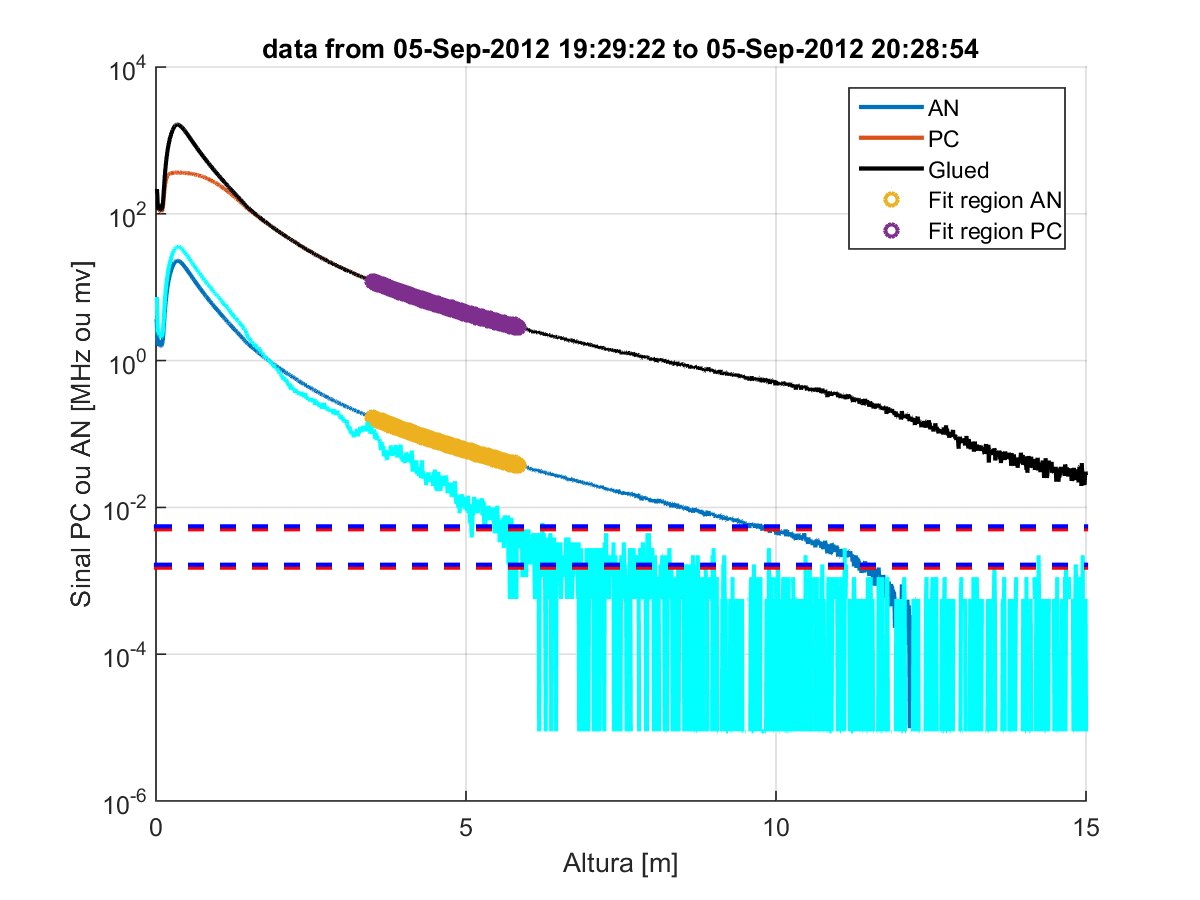 data from 05-Sep-2012 19:29:22 to 05-Sep-2012 20:28:54
Sinal PC ou AN [MHz ou mv]
10^4
10^2
10^0
10^-2
10^-4
10^-6
AN
PC
Glued
Fit region AN
Fit region PC
0 5 10 15
Altura [m]